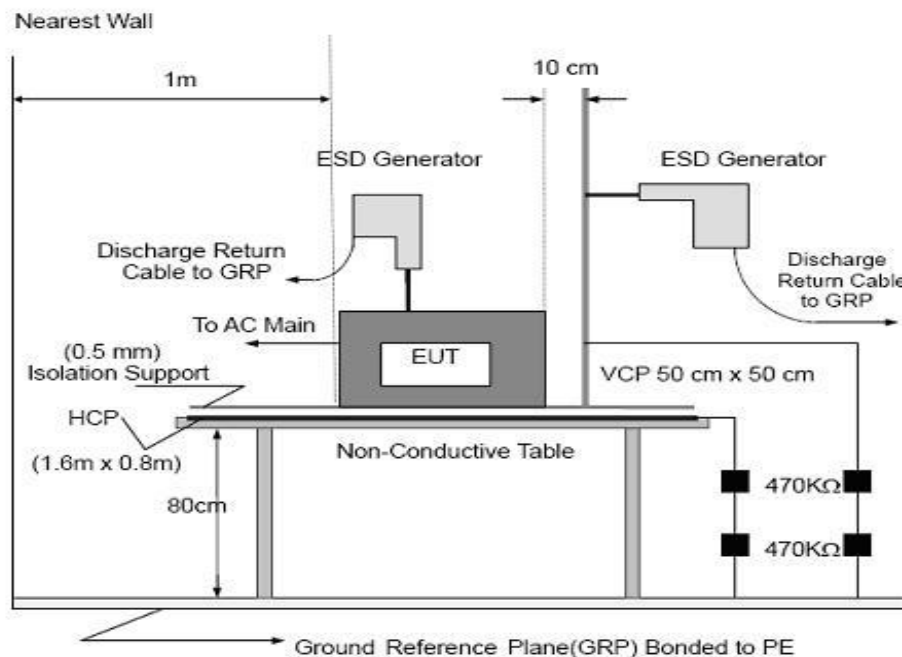 Nearest Wall
1m
10 cm
ESD Generator
ESD Generator
Discharge Return
Cable to GRP
Discharge
Return Cable
to GRP
To AC Main
(0.5 mm)
Isolation Support
EUT
VCP 50 cm x 50 cm
HCP
(1.6m x 0.8m)
Non-Conductive Table
80cm
470KΩ
470KΩ
Ground Reference Plane(GRP) Bonded to PE